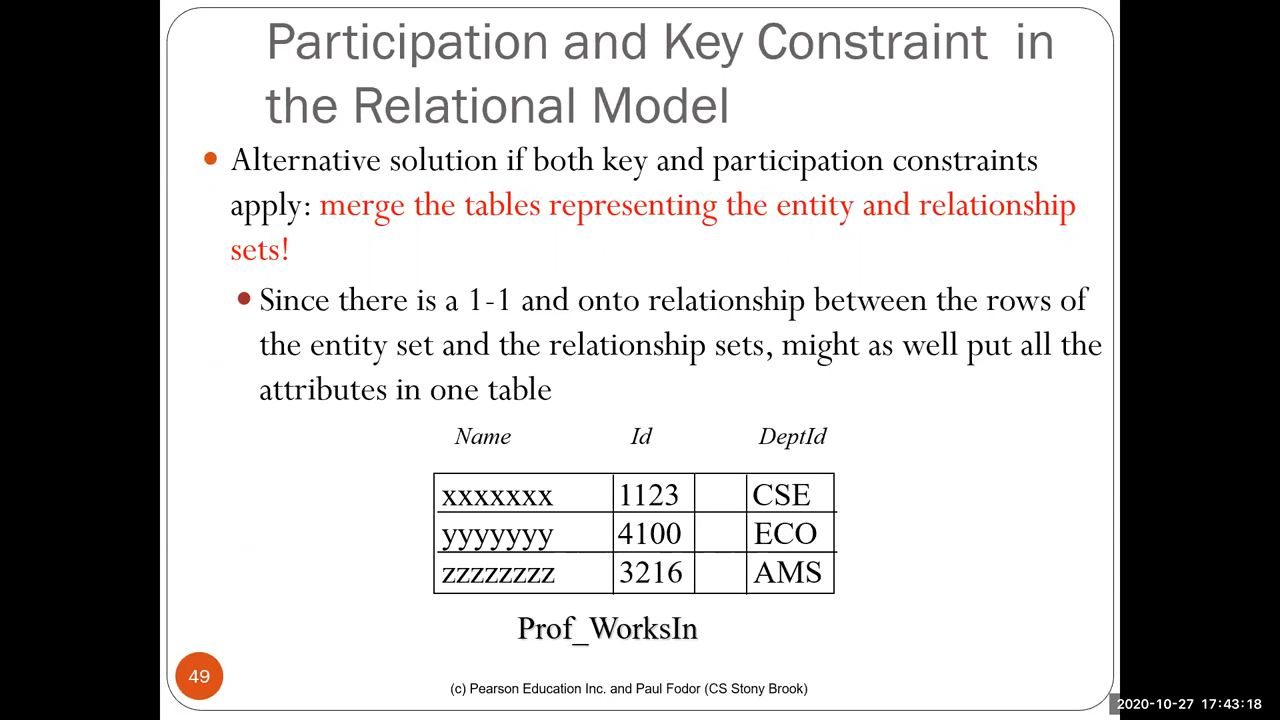 Participation and Key Constraint in
the Relational Model
Alternative solution if both key and participation constraints
apply: merge the tables representing the entity and relationship
sets!
Since there is a 1-1 and onto relationship between the rows of
the entity set and the relationship sets, might as well put all the
attributes in one table
Name Id DeptId
xxxxxxx 1123 CSE
yyyyyyy 4100 ECO
zzzzzzzz 3216 AMS
Prof_WorksIn
49
(c) Pearson Education Inc. and Paul Fodor (CS Stony Brook)
2020-10-27 17:43:18